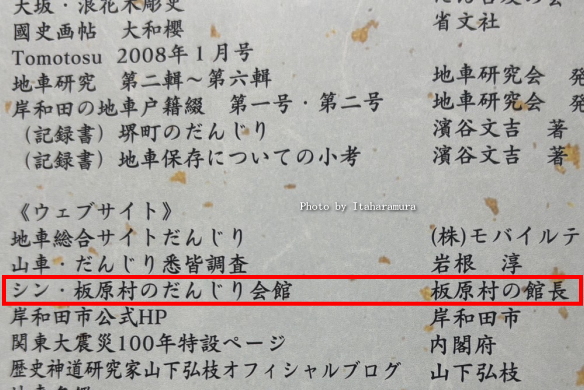 大坂・浪花木彫史
國史画帖　大和櫻
省文社
Tomotosu 2008年1月号
地車研究　第二輯～第六輯　地車研究会　発
岸和田の地車戸籍綴　第一号・第二号　地車研究会　発
（記録書）堺町のだんじり　濱谷文吉　著
（記録書）地車保存についての小考　濱谷文吉　著
Photo by Itaharamura
《ウェブサイト》
地車総合サイトだんじり　(株)モバイルテ
山車・だんじり悉皆調査　岩根　淳
シン・板原村のだんじり会館　板原村の館長
岸和田市公式HP　岸和田市
関東大震災100年特設ページ　内閣府
歴史神道研究家山下弘枝オフィシャルブログ　山下弘枝